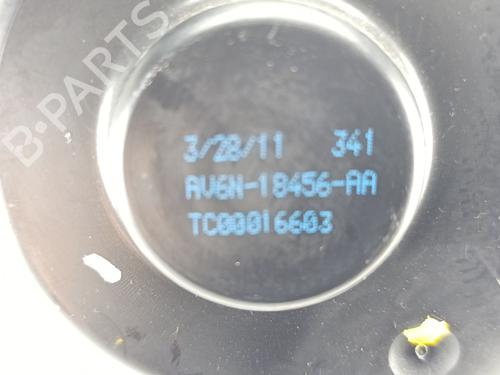 B-PARTS
3/28/11 341
AV6N-18456-AA
TC00016603